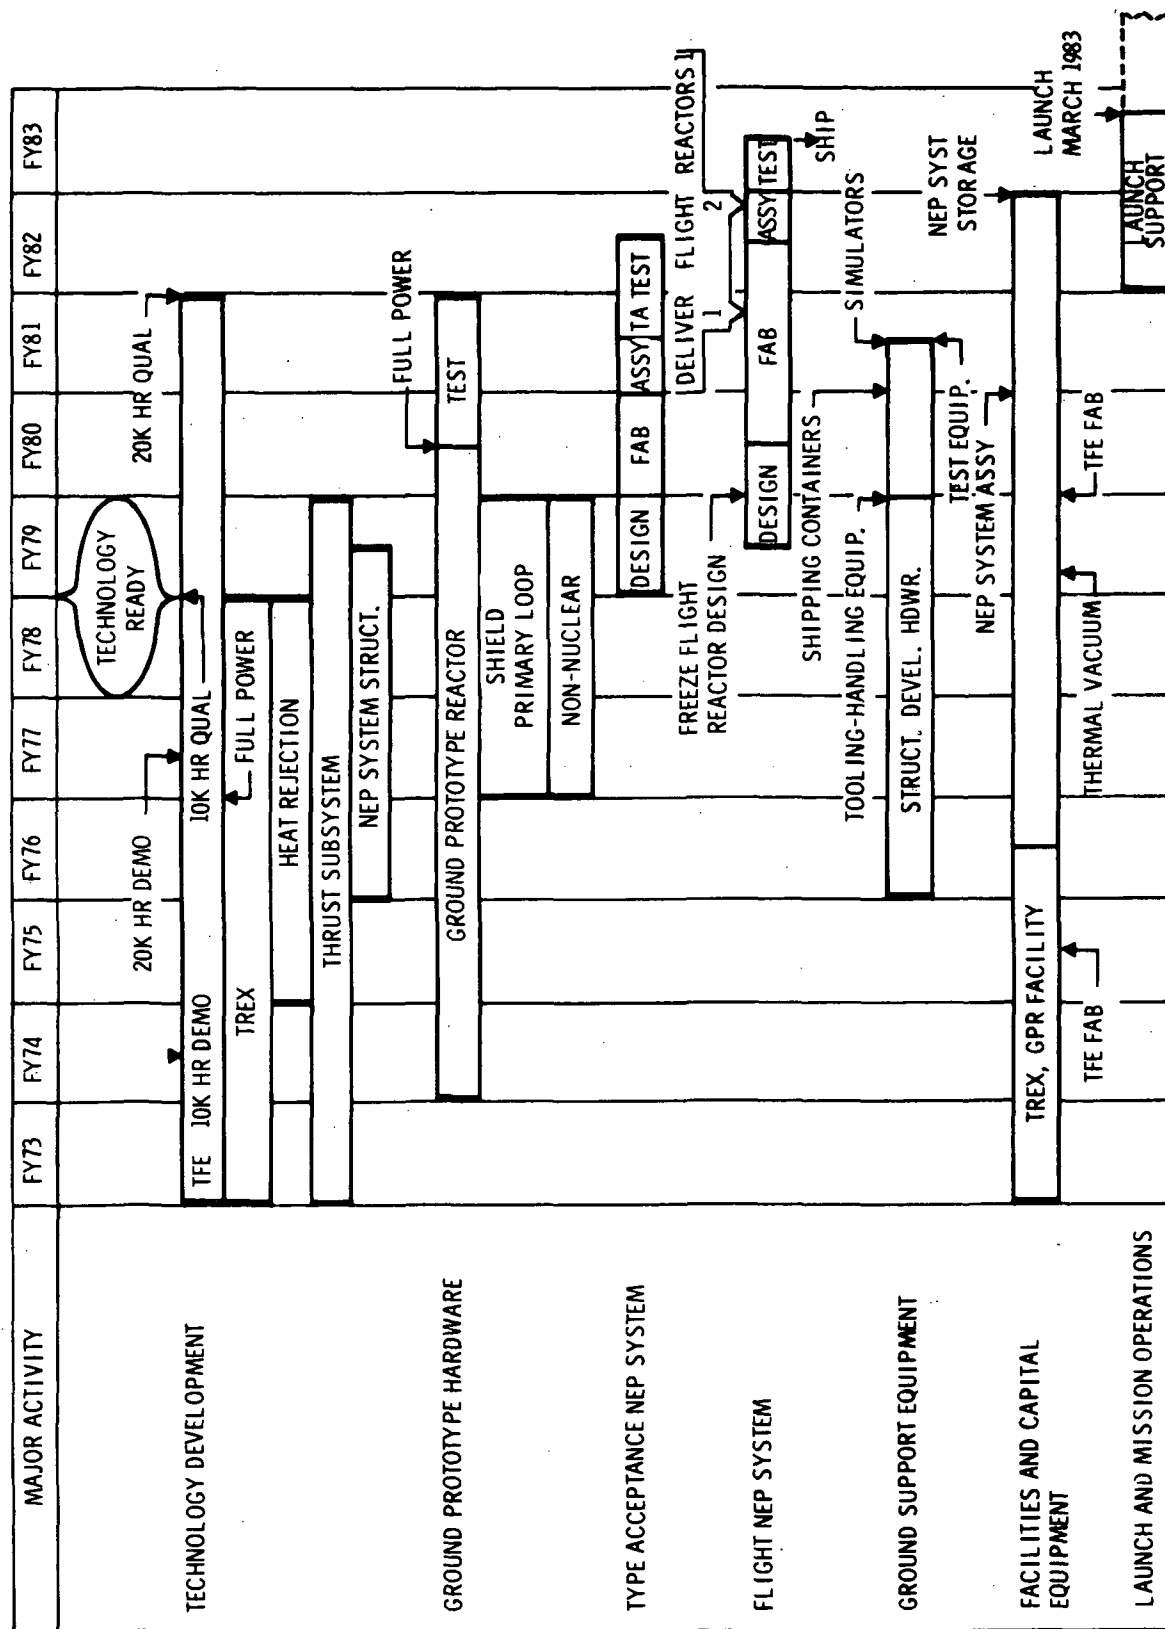 MAJOR ACTIVITY
FY73
FY74
FY75
FY76
FY77
FY78
FY79
FY80
FY81
FY82
FY83
TECHNOLOGY
READY
20K HR DEMO
20K HR QUAL
TECHNOLOGY DEVELOPMENT
TFE 10K HR DEMO
10K HR QUAL
TREX
FULL POWER
HEAT REJECTION
THRUST SUBSYSTEM
NEP SYSTEM STRUCT.
FULL POWER
GROUND PROTOTYPE HARDWARE
GROUND PROTOTYPE REACTOR
TEST
SHIELD
PRIMARY LOOP
NON-NUCLEAR
TYPE ACCEPTANCE NEP SYSTEM
DESIGN
FAB
ASSY
TA TEST
DELIVER FLIGHT REACTORS
1
2
FREEZE FLIGHT
REACTOR DESIGN
FLIGHT NEP SYSTEM
DESIGN
FAB
ASSY
TEST
SHIP
SHIPPING CONTAINERS
TOOLING-HANDLING EQUIP.
SIMULATORS
GROUND SUPPORT EQUIPMENT
STRUCT. DEVEL. HDWR.
TEST EQUIP.
NEP SYSTEM ASSY
NEP SYST
STORAGE
FACILITIES AND CAPITAL
EQUIPMENT
TREX, GPR FACILITY
TFE FAB
THERMAL VACUUM
TFE FAB
LAUNCH
MARCH 1983
LAUNCH AND MISSION OPERATIONS
LAUNCH
SUPPORT